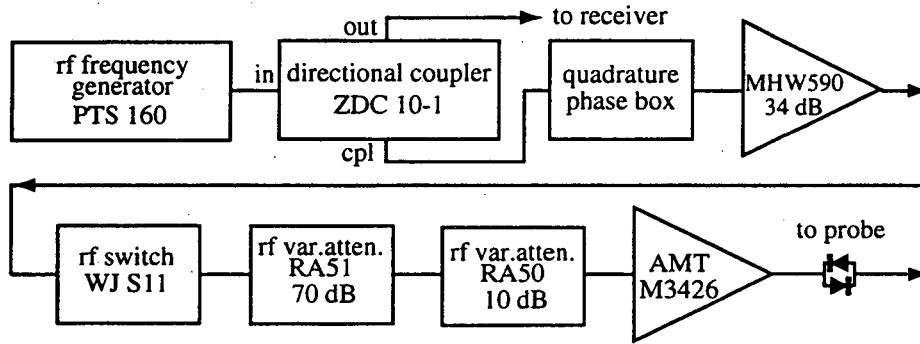 out
to receiver
rf frequency
generator
PTS 160
in
directional coupler
ZDC 10-1
cpl
quadrature
phase box
MHW590
34 dB
rf switch
WJ S11
rf var.atten.
RA51
70 dB
rf var.atten.
RA50
10 dB
AMT
M3426
to probe